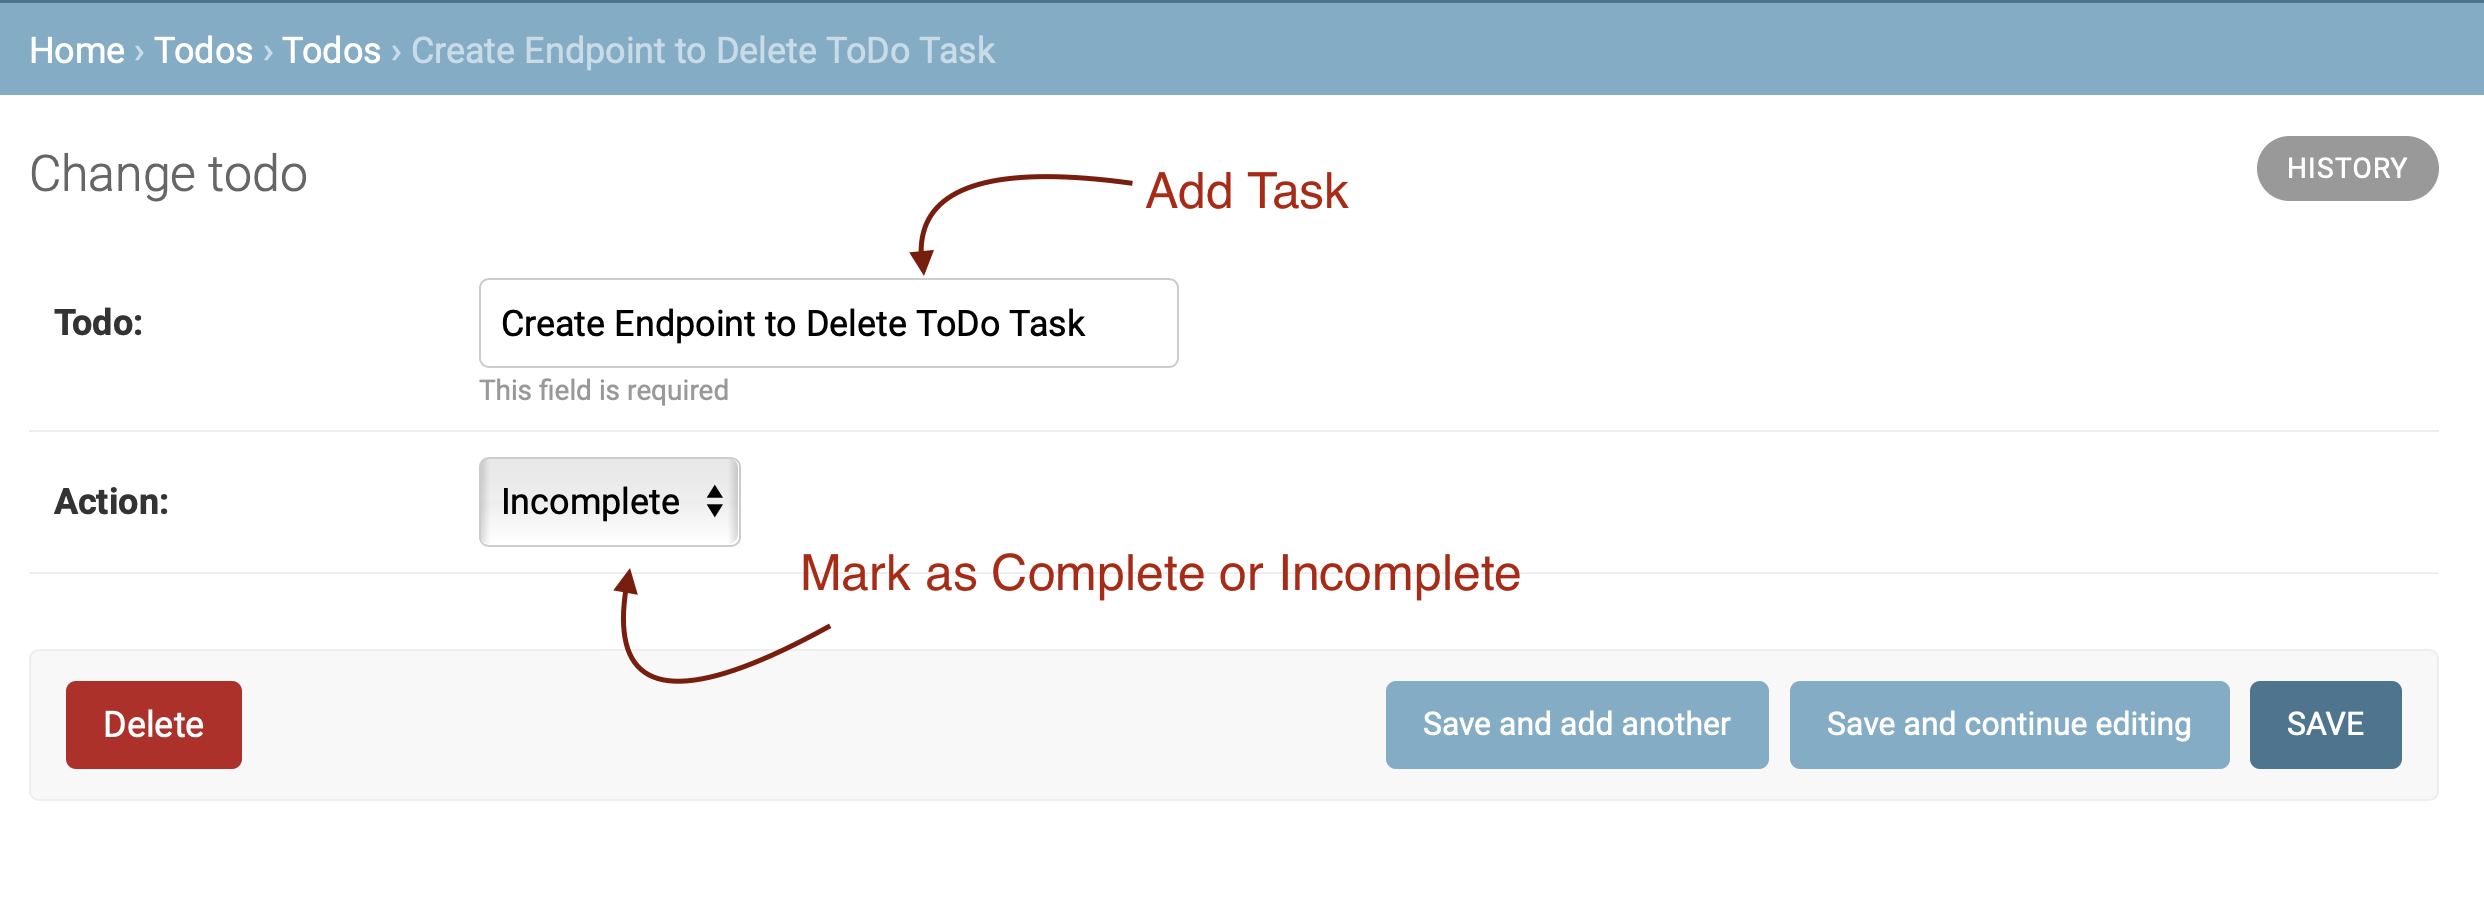 Home › Todos › Todos › Create Endpoint to Delete ToDo Task
Change todo
HISTORY
Add Task
Todo:
Create Endpoint to Delete ToDo Task
This field is required
Action:
Incomplete
Mark as Complete or Incomplete
Delete
Save and add another
Save and continue editing
SAVE